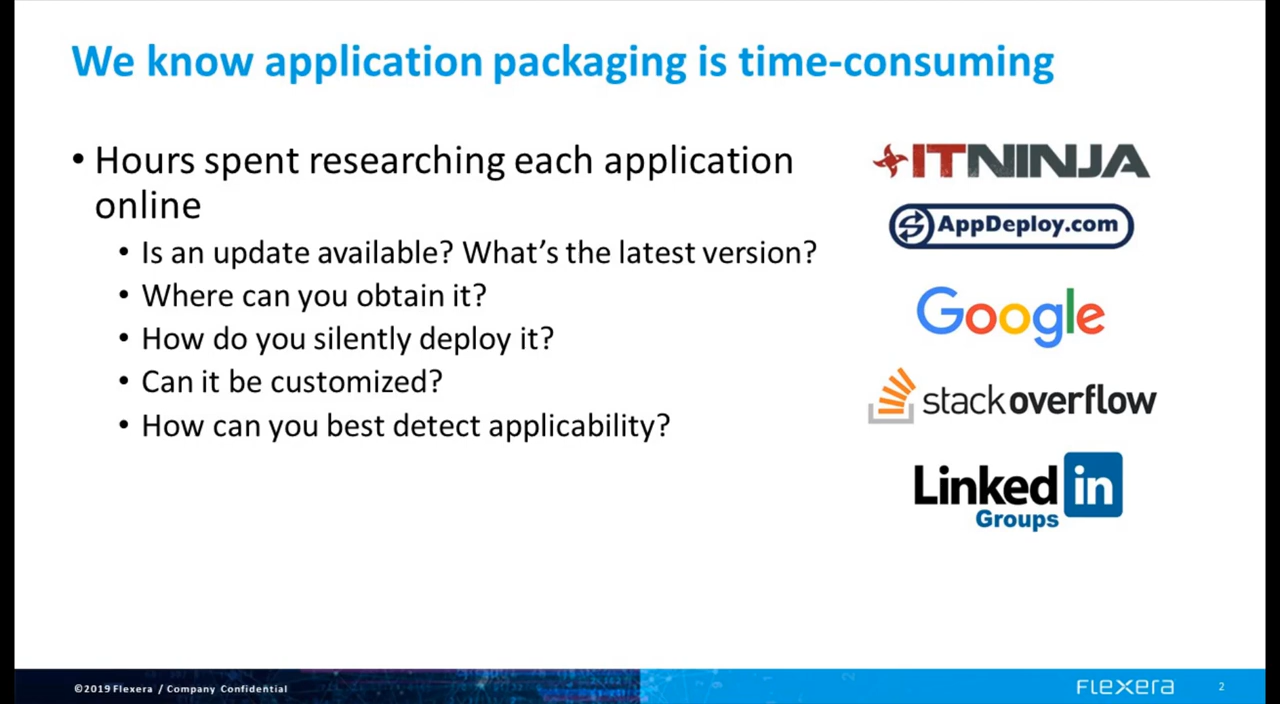 We know application packaging is time-consuming
• Hours spent researching each application
online
• Is an update available? What's the latest version?
• Where can you obtain it?
• How do you silently deploy it?
• Can it be customized?
• How can you best detect applicability?
ITNINJA
AppDeploy.com
Google
stackoverflow
Linked in
Groups
©2019 Flexera / Company Confidential
FLEXERA
2